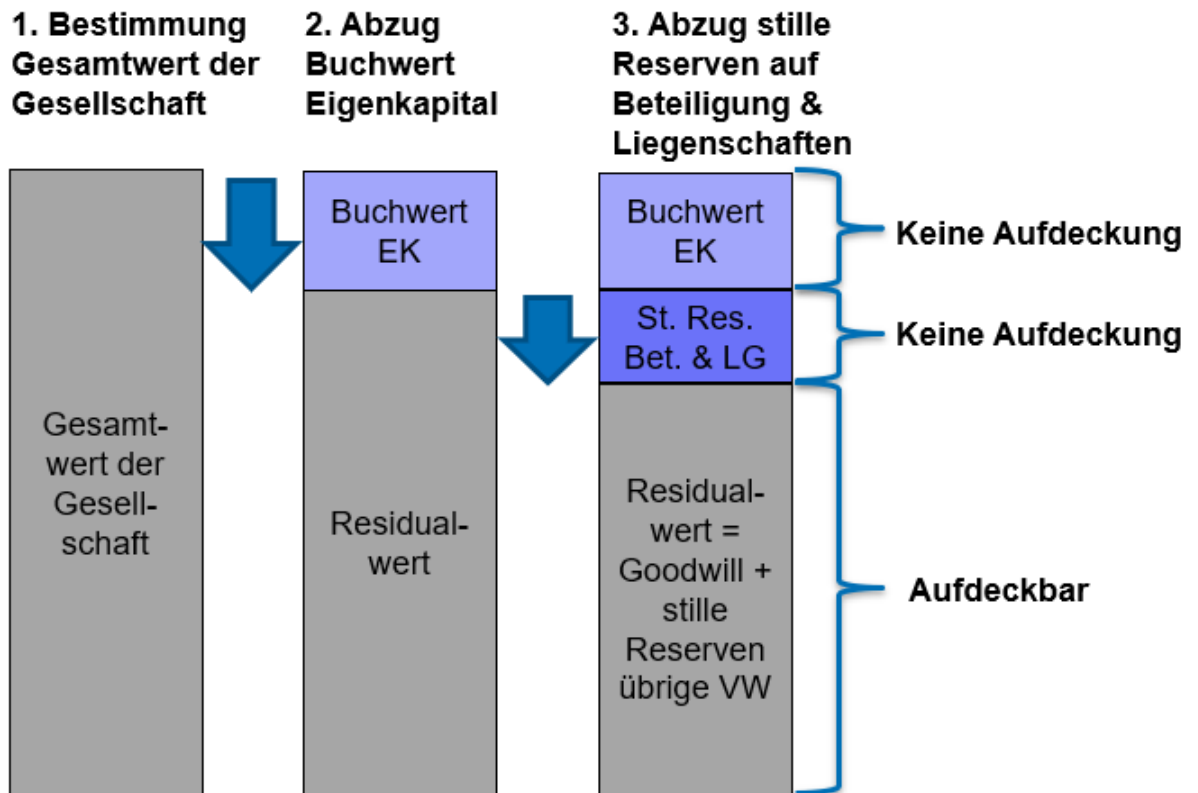 1. Bestimmung
Gesamtwert der
Gesellschaft
2. Abzug
Buchwert
Eigenkapital
3. Abzug stille
Reserven auf
Beteiligung &
Liegenschaften
Gesamt-
wert der
Gesell-
schaft
Buchwert
EK
Residual-
wert
Buchwert
EK
St. Res.
Bet. & LG
Residual-
wert =
Goodwill +
stille
Reserven
übrige VW
Keine Aufdeckung
Keine Aufdeckung
Aufdeckbar